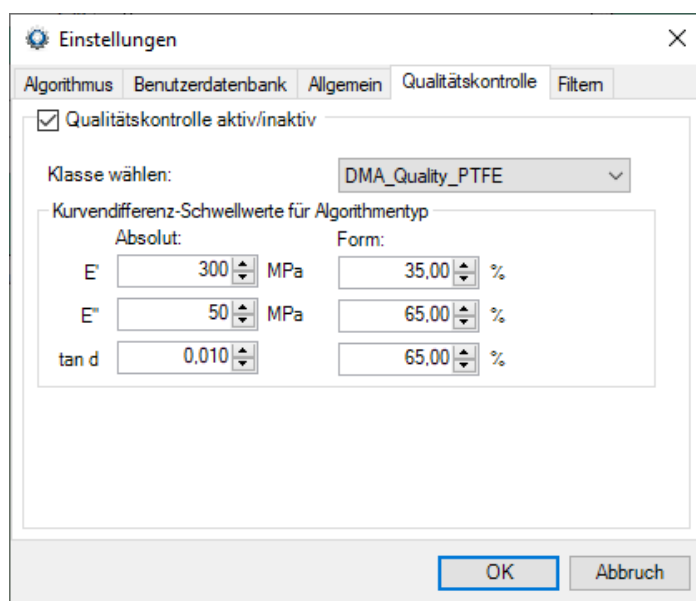 Einstellungen
Algorithmus Benutzerdatenbank Allgemein Qualitätskontrolle Filtern
Qualitätskontrolle aktiv/inaktiv
Klasse wählen: DMA_Quality_PTFE
Kurvendifferenz-Schwellwerte für Algorithmentyp
Absolut: Form:
E' 300 MPa 35,00 %
E" 50 MPa 65,00 %
tan d 0,010 65,00 %
OK Abbruch